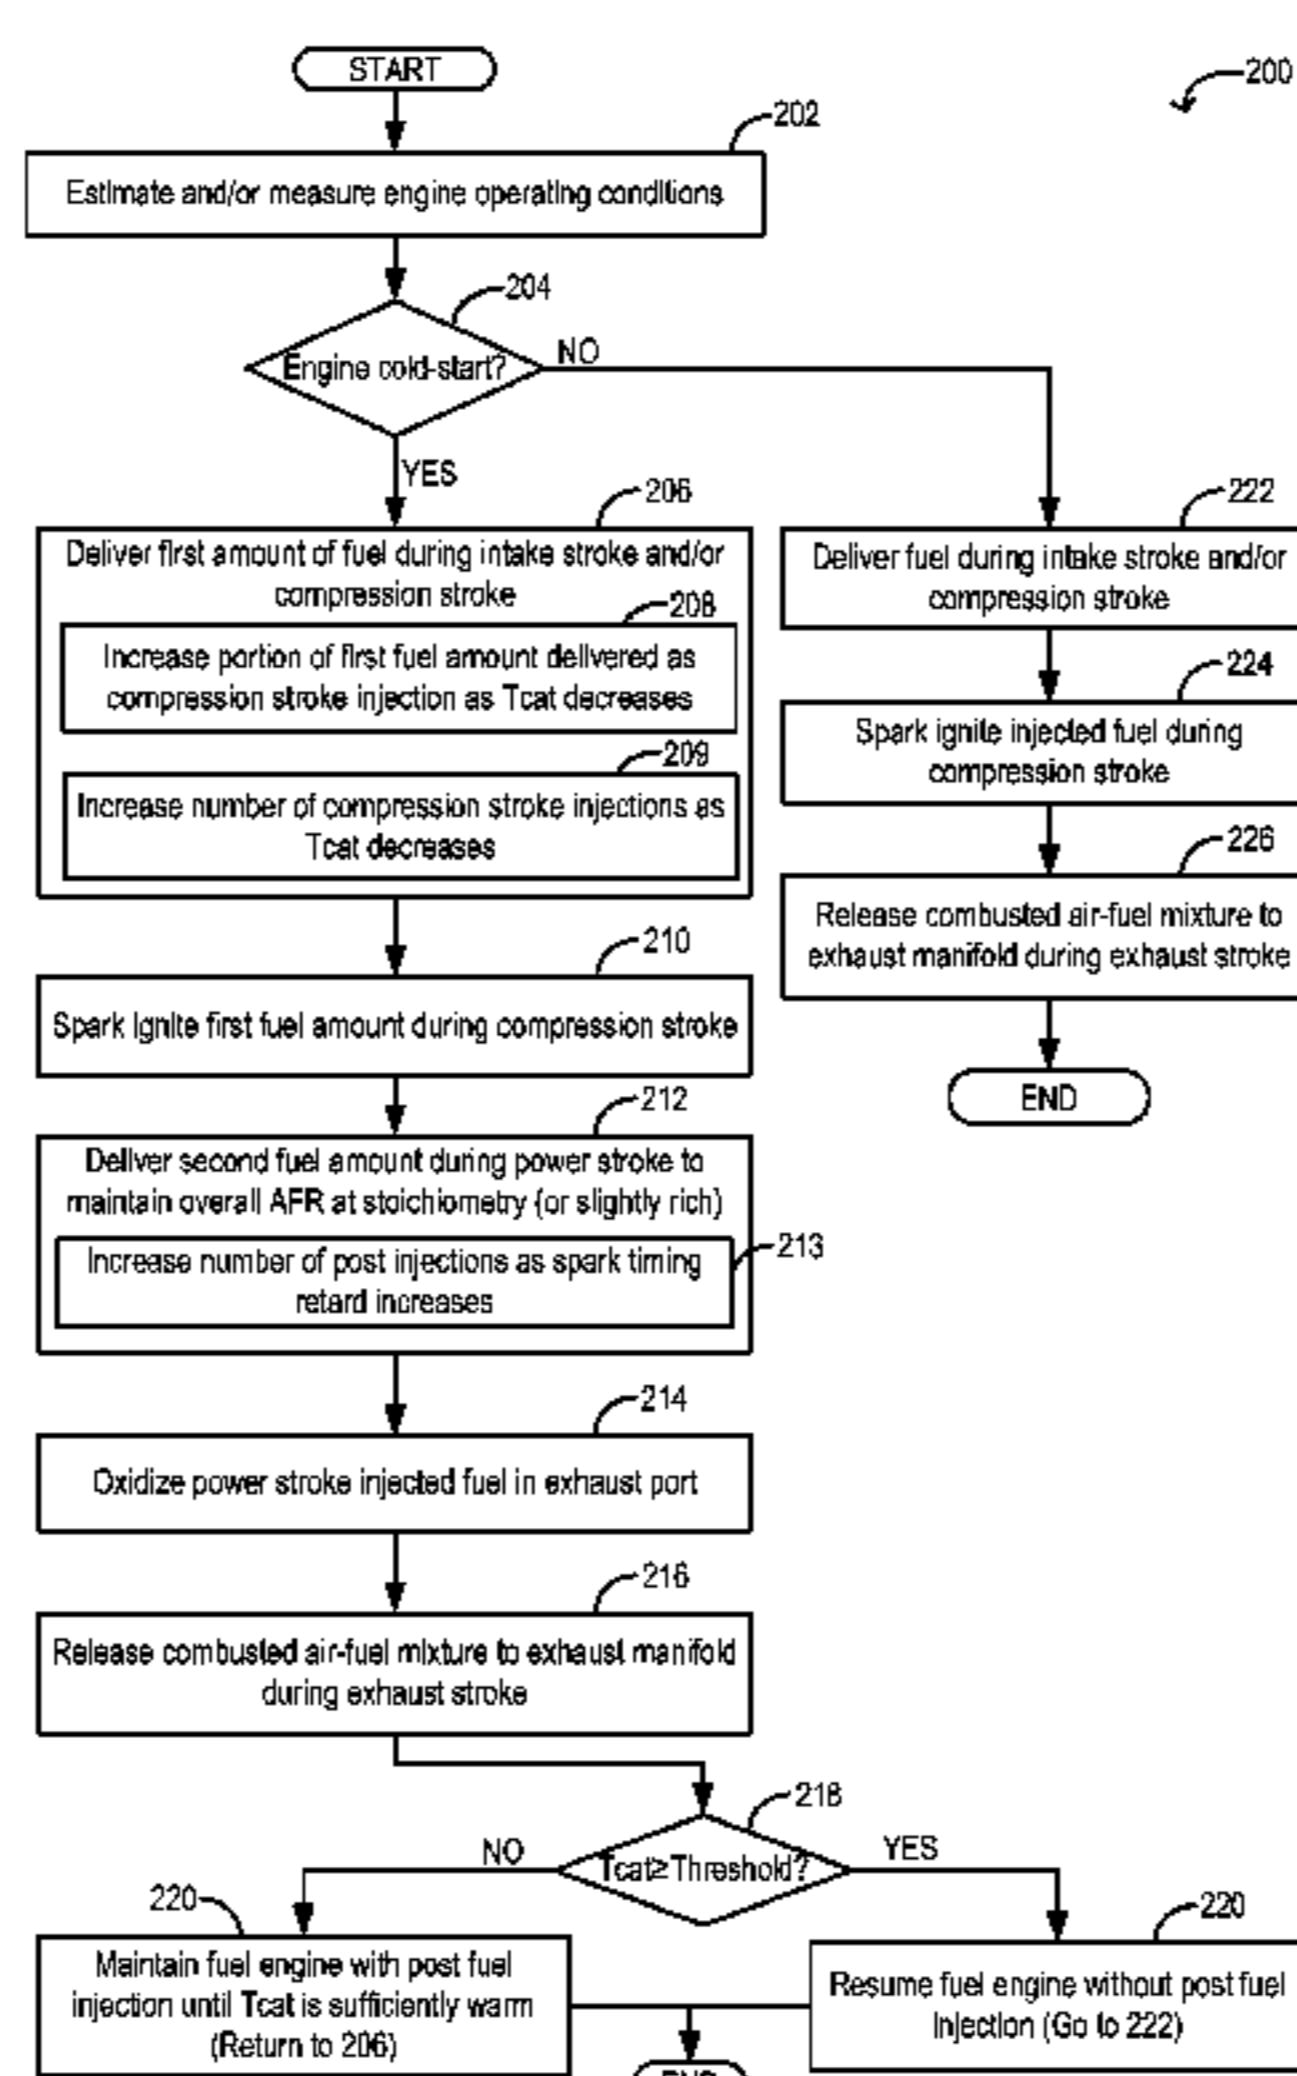 START
200
202
Estimate and/or measure engine operating conditions
204
Engine cold-start?
NO
YES
206
Deliver first amount of fuel during intake stroke and/or
compression stroke
208
Increase portion of first fuel amount delivered as
compression stroke injection as Tcat decreases
209
Increase number of compression stroke injections as
Tcat decreases
222
Deliver fuel during intake stroke and/or
compression stroke
224
Spark ignite injected fuel during
compression stroke
226
Release combusted air-fuel mixture to
exhaust manifold during exhaust stroke
END
210
Spark ignite first fuel amount during compression stroke
212
Deliver second fuel amount during power stroke to
maintain overall AFR at stoichiometry (or slightly rich)
213
Increase number of post injections as spark timing
retard increases
214
Oxidize power stroke injected fuel in exhaust port
216
Release combusted air-fuel mixture to exhaust manifold
during exhaust stroke
218
Tcat≥Threshold?
NO
YES
220
Maintain fuel engine with post fuel
injection until Tcat is sufficiently warm
(Return to 206)
220
Resume fuel engine without post fuel
injection (Go to 222)
END